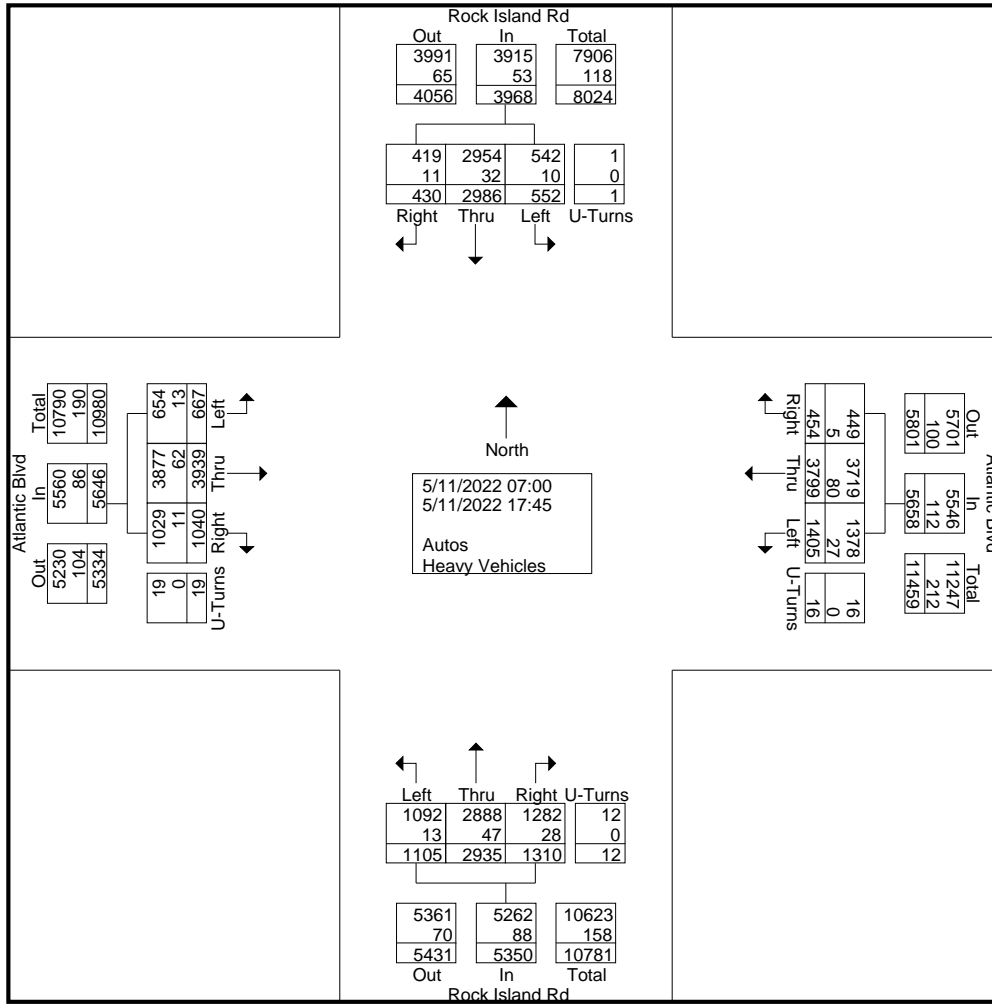 Rock Island Rd
Out In Total
3991 3915 7906
65 53 118
4056 3968 8024
419 2954 542 1
11 32 10 0
430 2986 552 1
Right Thru Left U-Turns
Atlantic Blvd
Total In Out
10790 5560 5230
190 86 104
10980 5646 5334
Left Thru Right U-Turns
654 3877 1029 19
13 62 11 0
667 3939 1040 19
North
5/11/2022 07:00
5/11/2022 17:45
Autos
Heavy Vehicles
Right Thru Left U-Turns
449 3719 1378 16
5 80 27 0
454 3799 1405 16
Out In Total
5701 5546 11247
100 112 212
5801 5658 11459
Atlantic Blvd
Left Thru Right U-Turns
1092 2888 1282 12
13 47 28 0
1105 2935 1310 12
5361 5262 10623
70 88 158
5431 5350 10781
Out In Total
Rock Island Rd